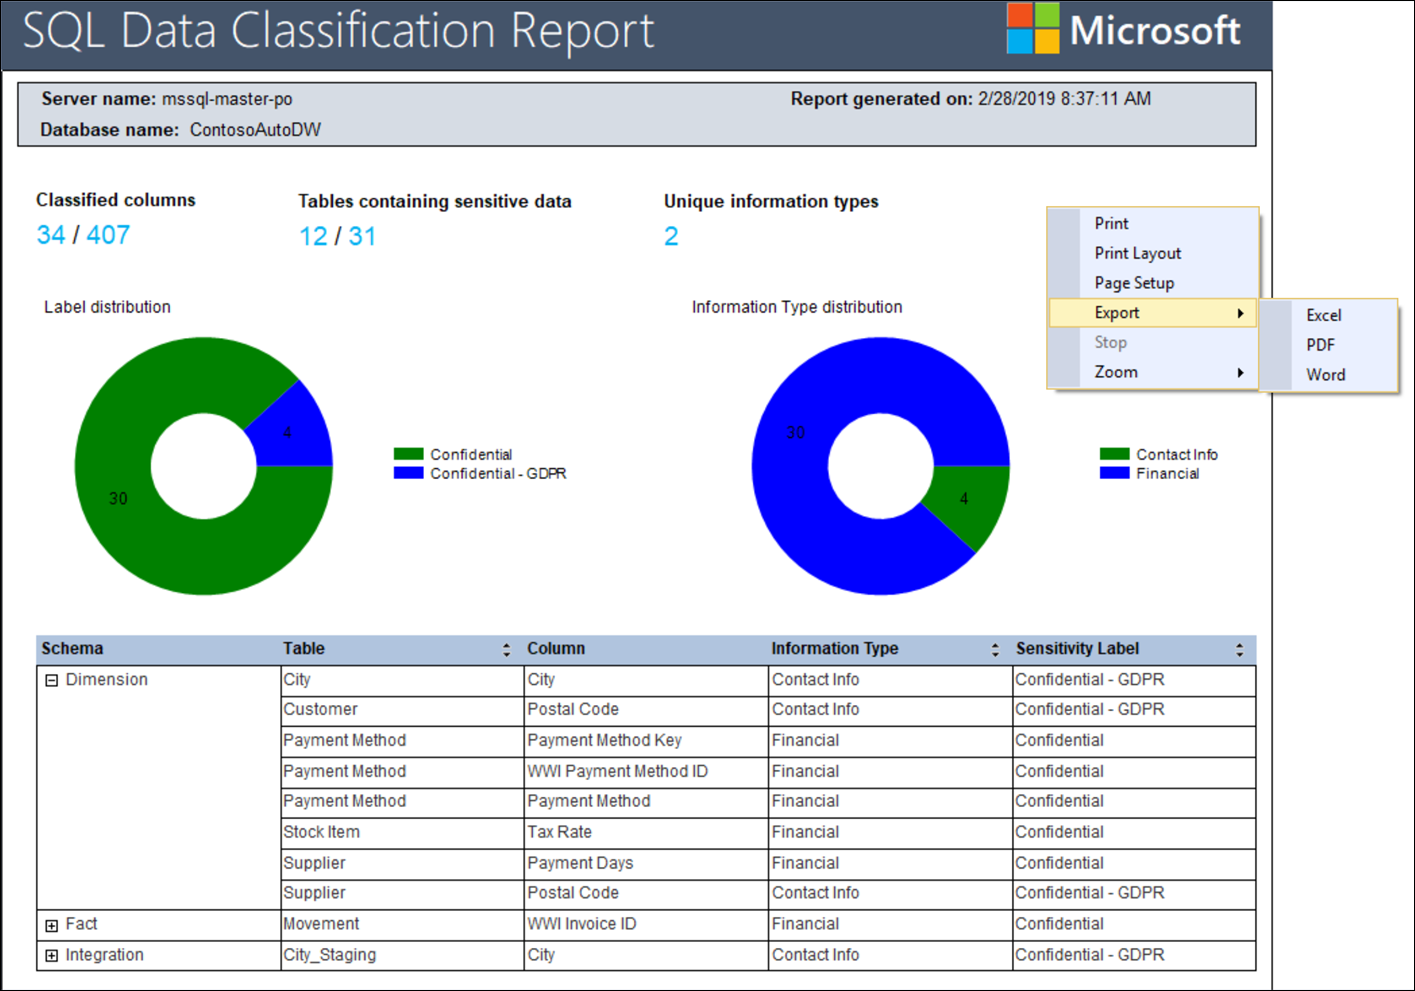 SQL Data Classification Report
Microsoft
Server name: mssql-master-po
Report generated on: 2/28/2019 8:37:11 AM
Database name: ContosoAutoDW
Classified columns
34 / 407
Tables containing sensitive data
12 / 31
Unique information types
2
Print
Print Layout
Page Setup
Export
Stop
Zoom
Excel
PDF
Word
Label distribution
4
30
Confidential
Confidential - GDPR
Information Type distribution
30
4
Contact Info
Financial
Schema Table Column Information Type Sensitivity Label
Dimension City City Contact Info Confidential - GDPR
Customer Postal Code Contact Info Confidential - GDPR
Payment Method Payment Method Key Financial Confidential
Payment Method WWI Payment Method ID Financial Confidential
Payment Method Payment Method Financial Confidential
Stock Item Tax Rate Financial Confidential
Supplier Payment Days Financial Confidential
Supplier Postal Code Contact Info Confidential - GDPR
Fact Movement WWI Invoice ID Financial Confidential
Integration City_Staging City Contact Info Confidential - GDPR